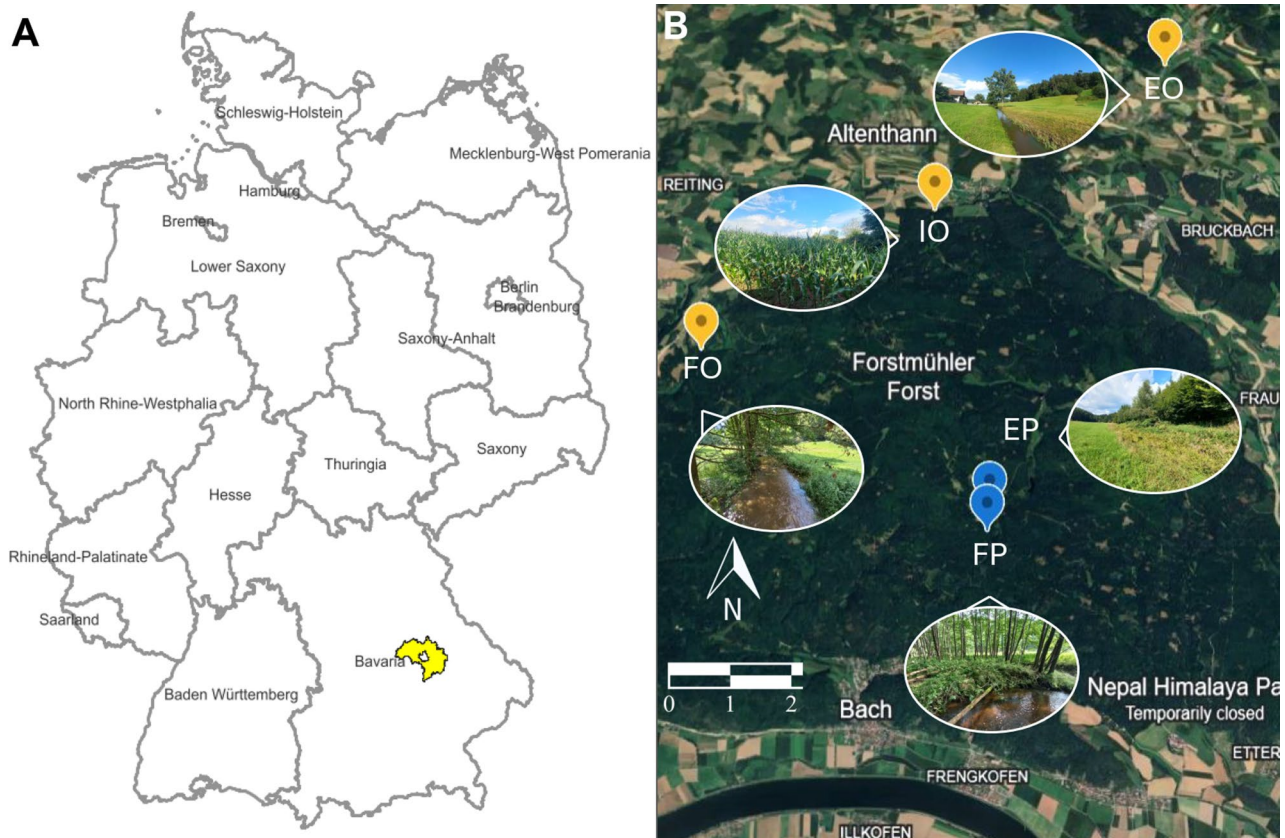 A
Schleswig-Holstein
Mecklenburg-West Pomerania
Hamburg
Bremen
Lower Saxony
Berlin
Brandenburg
Saxony-Anhalt
North Rhine-Westphalia
Saxony
Thuringia
Hesse
Rhineland-Palatinate
Saarland
Bavaria
Baden Württemberg
B
EO
Altenthann
REITING
IO
BRUCKBACH
FO
Forstmühler
Forst
FRAU
EP
FP
N
0
1
2
Bach
Nepal Himalaya Pa
Temporarily closed
ETTER
FRENGKOFEN
ILLKOFEN